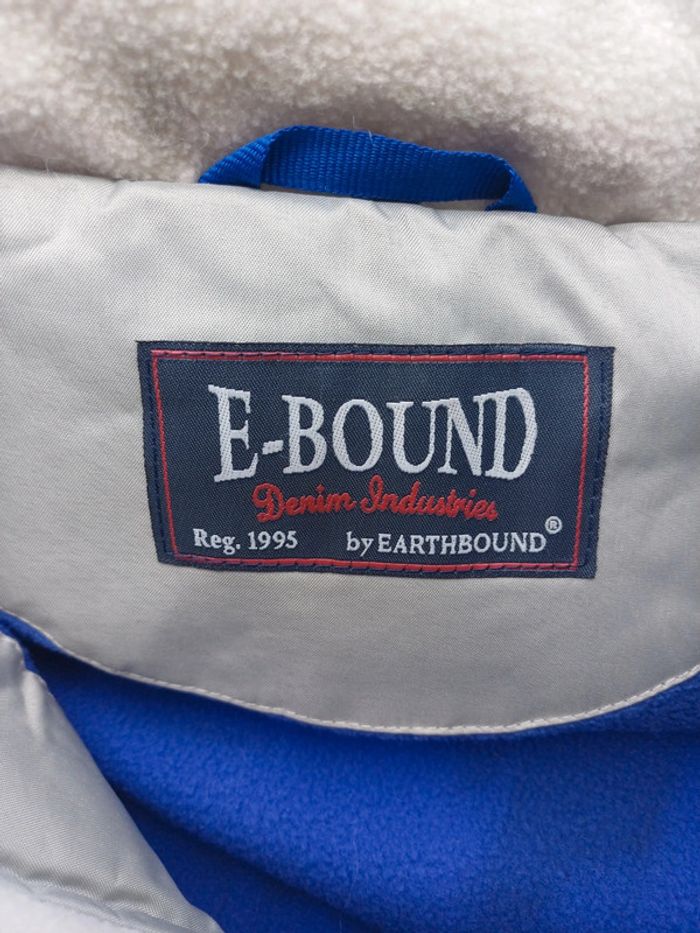 E-BOUND
Denim Industries
Reg. 1995 by EARTHBOUND®